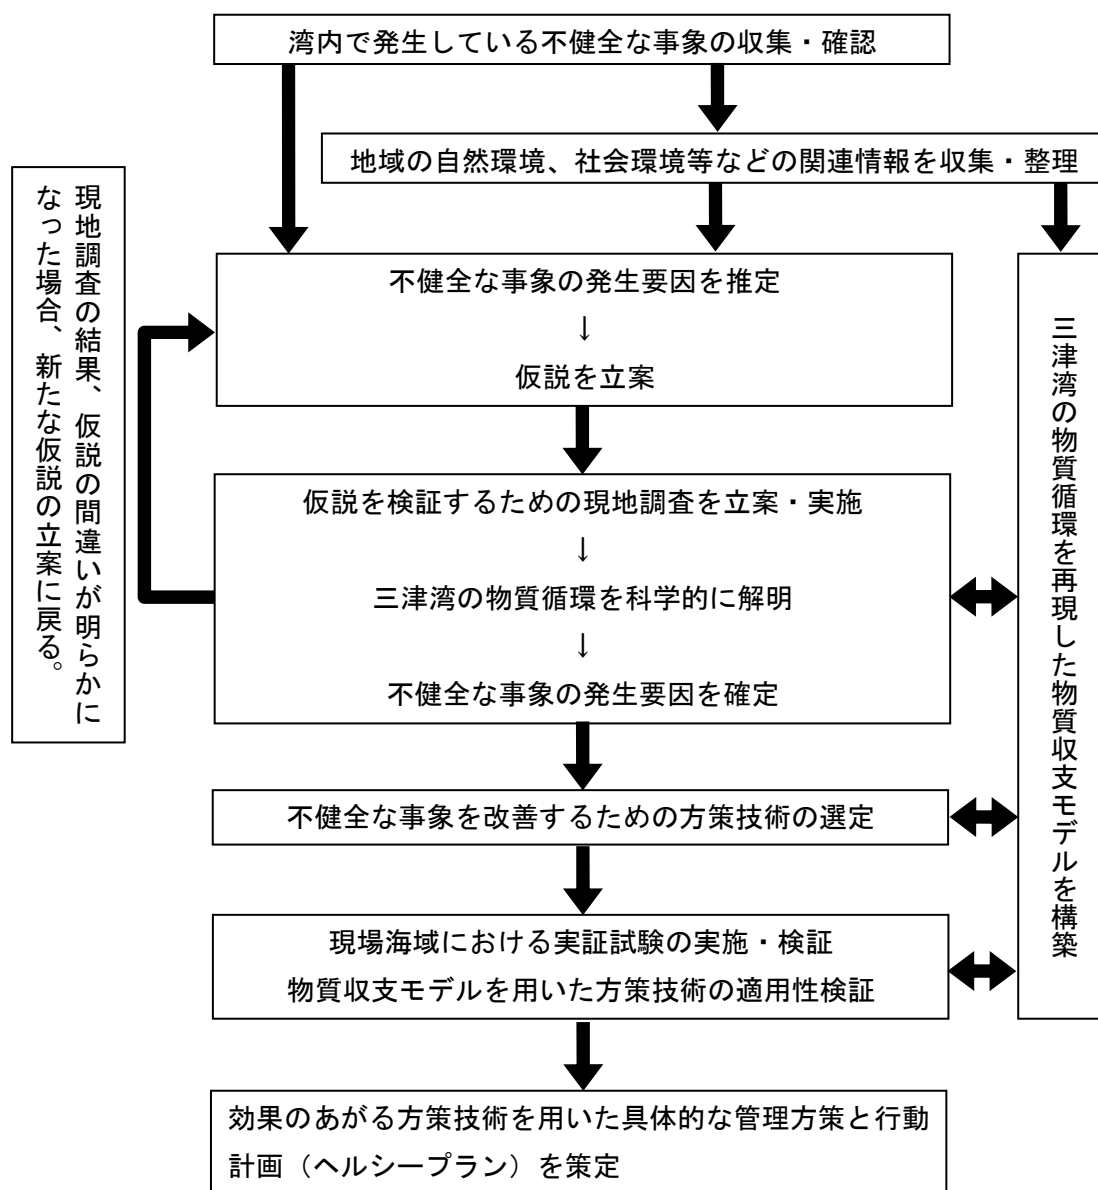 湾内で発生している不健全な事象の収集・確認
地域の自然環境、社会環境等などの関連情報を収集・整理
現地調査の結果、仮説の間違いが明らかに
なった場合、新たな仮説の立案に戻る。
不健全な事象の発生要因を推定
↓
仮説を立案
三津湾の物質循環を再現した物質収支モデルを構築
仮説を検証するための現地調査を立案・実施
↓
三津湾の物質循環を科学的に解明
↓
不健全な事象の発生要因を確定
不健全な事象を改善するための方策技術の選定
現場海域における実証試験の実施・検証
物質収支モデルを用いた方策技術の適用性検証
効果のあがる方策技術を用いた具体的な管理方策と行動
計画（ヘルシープラン）を策定